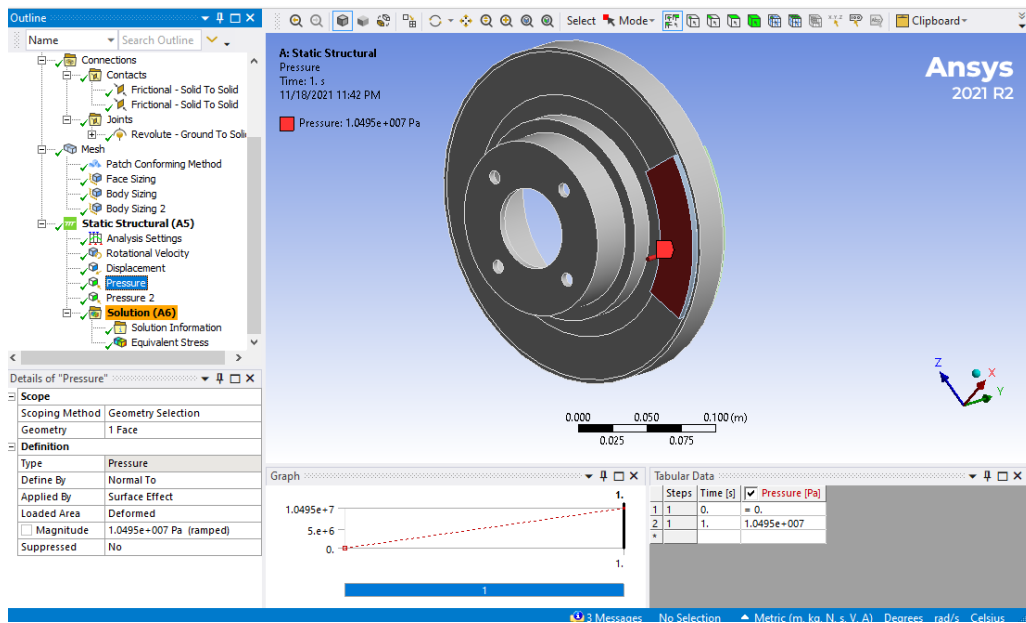 Outline
Name
Search Outline
Connections
Contacts
Frictional - Solid To Solid
Frictional - Solid To Solid
Joints
Revolute - Ground To Soli
Mesh
Patch Conforming Method
Face Sizing
Body Sizing
Body Sizing 2
Static Structural (A5)
Analysis Settings
Rotational Velocity
Displacement
Pressure
Pressure 2
Solution (A6)
Solution Information
Equivalent Stress
Details of "Pressure"
Scope
Scoping Method Geometry Selection
Geometry 1 Face
Definition
Type Pressure
Define By Normal To
Applied By Surface Effect
Loaded Area Deformed
Magnitude 1.0495e+007 Pa (ramped)
Suppressed No
Select Mode Clipboard
A: Static Structural
Pressure
Time: 1. s
11/18/2021 11:42 PM
Pressure: 1.0495e+007 Pa
Ansys
2021 R2
Z
X
Y
0.000 0.050 0.100 (m)
0.025 0.075
Graph
1.
1.0495e+7
5.e+6
0.
1.
1
Tabular Data
Steps Time [s] Pressure [Pa]
1 1 0. = 0.
2 1 1. 1.0495e+007
*
3 Messages No Selection Metric (m, kg, N, s, V, A) Degrees rad/s Celsius